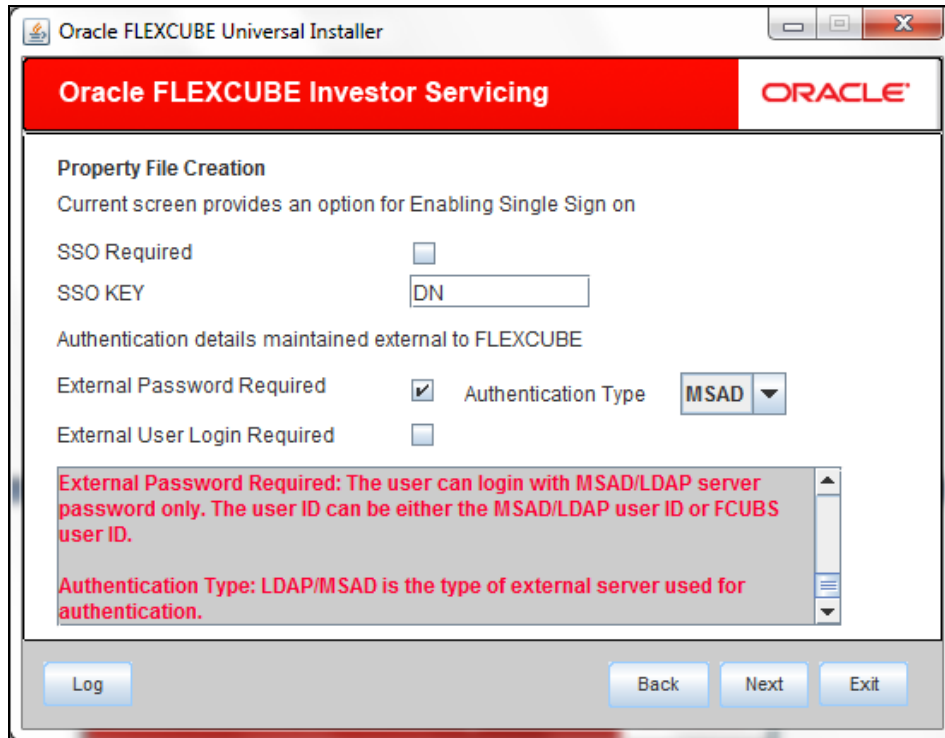 Oracle FLEXCUBE Universal Installer
Oracle FLEXCUBE Investor Servicing
ORACLE
Property File Creation
Current screen provides an option for Enabling Single Sign on
SSO Required
SSO KEY DN
Authentication details maintained external to FLEXCUBE
External Password Required Authentication Type MSAD
External User Login Required
External Password Required: The user can login with MSAD/LDAP server
password only. The user ID can be either the MSAD/LDAP user ID or FCUBS
user ID.
Authentication Type: LDAP/MSAD is the type of external server used for
authentication.
Log Back Next Exit